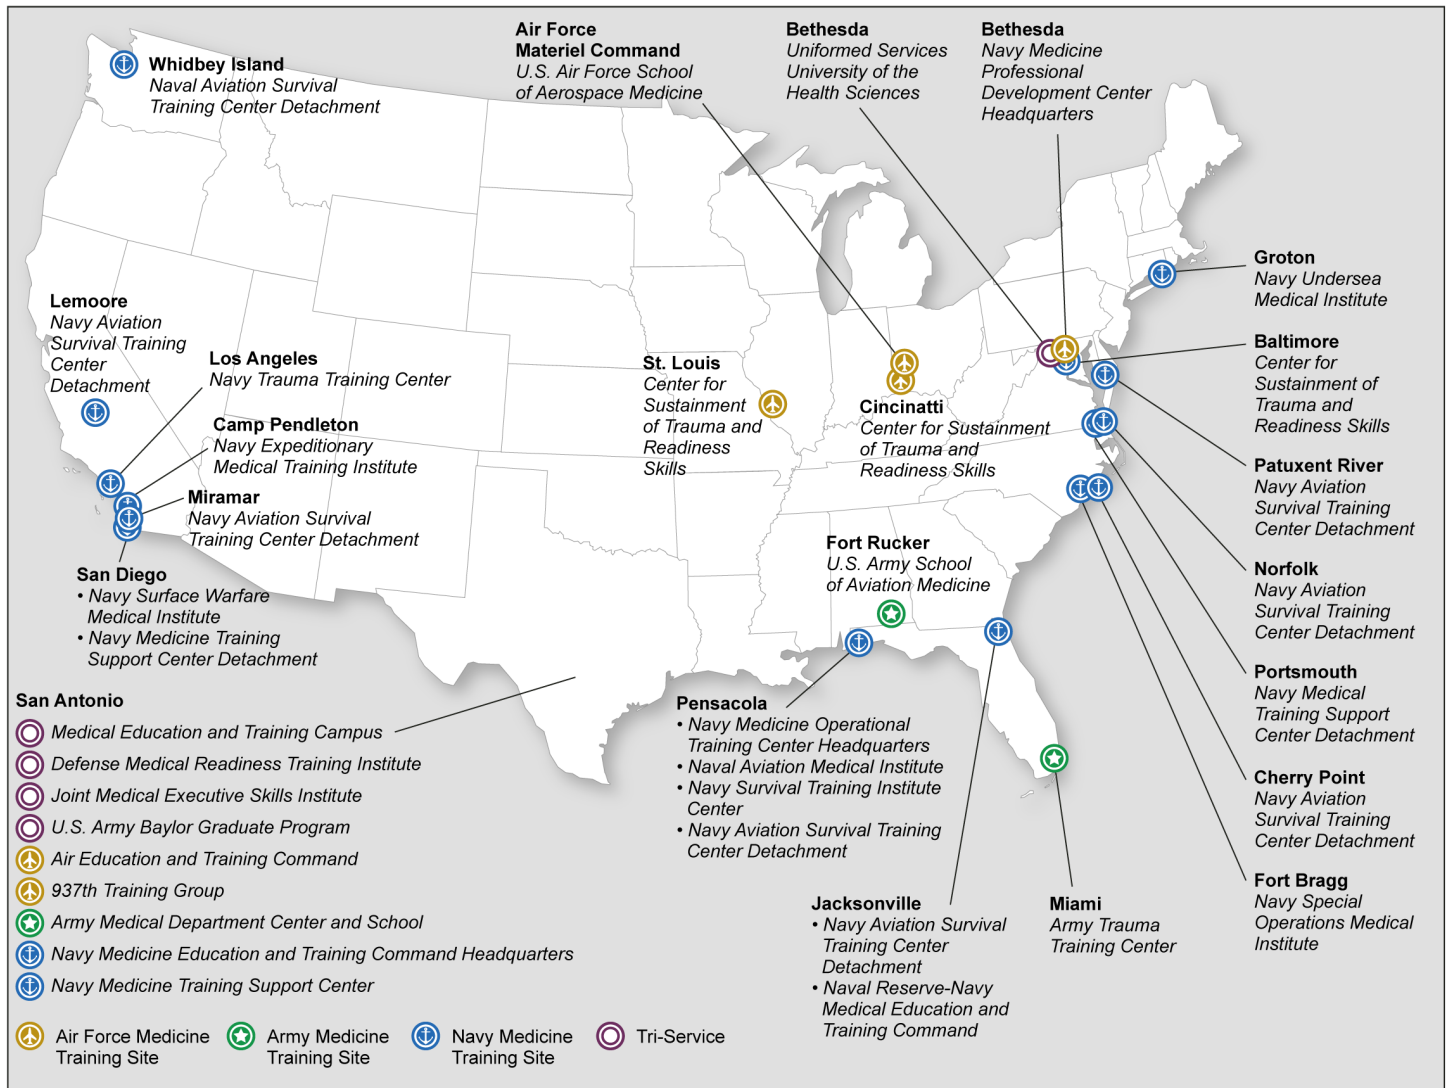 Air Force
Materiel Command
U.S. Air Force School
of Aerospace Medicine
Bethesda
Uniformed Services
University of the
Health Sciences
Bethesda
Navy Medicine
Professional
Development Center
Headquarters
Whidbey Island
Naval Aviation Survival
Training Center Detachment
Groton
Navy Undersea
Medical Institute
Lemoore
Navy Aviation
Survival Training
Center
Detachment
Los Angeles
Navy Trauma Training Center
Camp Pendleton
Navy Expeditionary
Medical Training Institute
Miramar
Navy Aviation Survival
Training Center Detachment
San Diego
• Navy Surface Warfare
Medical Institute
• Navy Medicine Training
Support Center Detachment
St. Louis
Center for
Sustainment
of Trauma and
Readiness
Skills
Cincinatti
Center for Sustainment
of Trauma and
Readiness Skills
Baltimore
Center for
Sustainment of
Trauma and
Readiness Skills
Patuxent River
Navy Aviation
Survival Training
Center Detachment
Norfolk
Navy Aviation
Survival Training
Center Detachment
Portsmouth
Navy Medical
Training Support
Center Detachment
Cherry Point
Navy Aviation
Survival Training
Center Detachment
Fort Bragg
Navy Special
Operations Medical
Institute
Fort Rucker
U.S. Army School
of Aviation Medicine
Pensacola
• Navy Medicine Operational
Training Center Headquarters
• Naval Aviation Medical Institute
• Navy Survival Training Institute
Center
• Navy Aviation Survival Training
Center Detachment
Jacksonville
• Navy Aviation Survival
Training Center
Detachment
• Naval Reserve-Navy
Medical Education and
Training Command
Miami
Army Trauma
Training Center
San Antonio
Medical Education and Training Campus
Defense Medical Readiness Training Institute
Joint Medical Executive Skills Institute
U.S. Army Baylor Graduate Program
Air Education and Training Command
937th Training Group
Army Medical Department Center and School
Navy Medicine Education and Training Command Headquarters
Navy Medicine Training Support Center
Air Force Medicine
Training Site
Army Medicine
Training Site
Navy Medicine
Training Site
Tri-Service